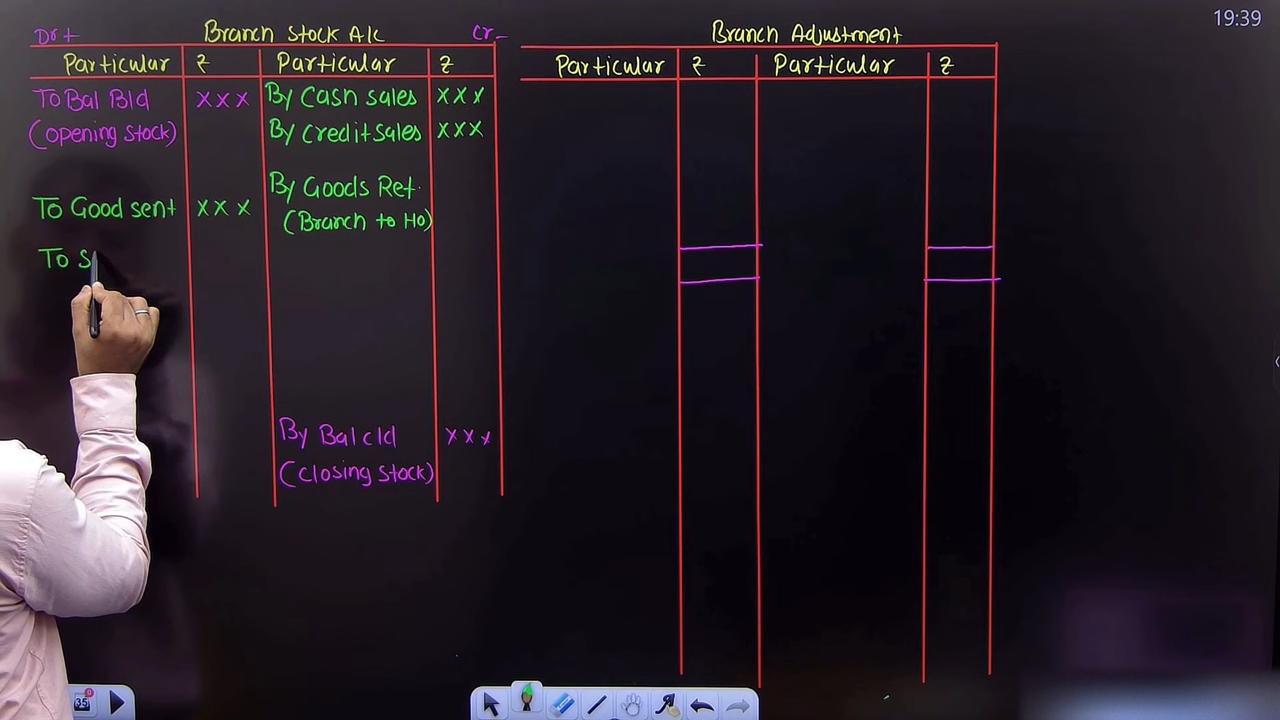 19:39
Dr+ Branch Stock A/c Cr-
Particular ₹ Particular ₹
To Bal B/d xxx By Cash sales xxx
(opening stock) By Credit sales xxx
By Goods Ret.
To Good sent xxx (Branch to HO)
To S
By Bal c/d xxx
(closing stock)
Branch Adjustment
Particular ₹ Particular ₹
35